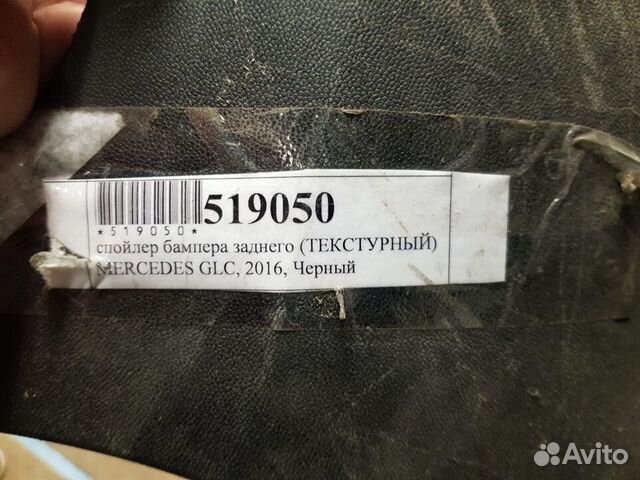 519050
*519050*
спойлер бампера заднего (ТЕКСТУРНЫЙ)
MERCEDES GLC, 2016, Черный
Avito